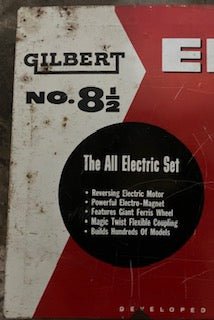 GILBERT
E
NO. 8½
The All Electric Set
• Reversing Electric Motor
• Powerful Electro-Magnet
• Features Giant Ferris Wheel
• Magic Twist Flexible Coupling
• Builds Hundreds Of Models
DEVELOPED